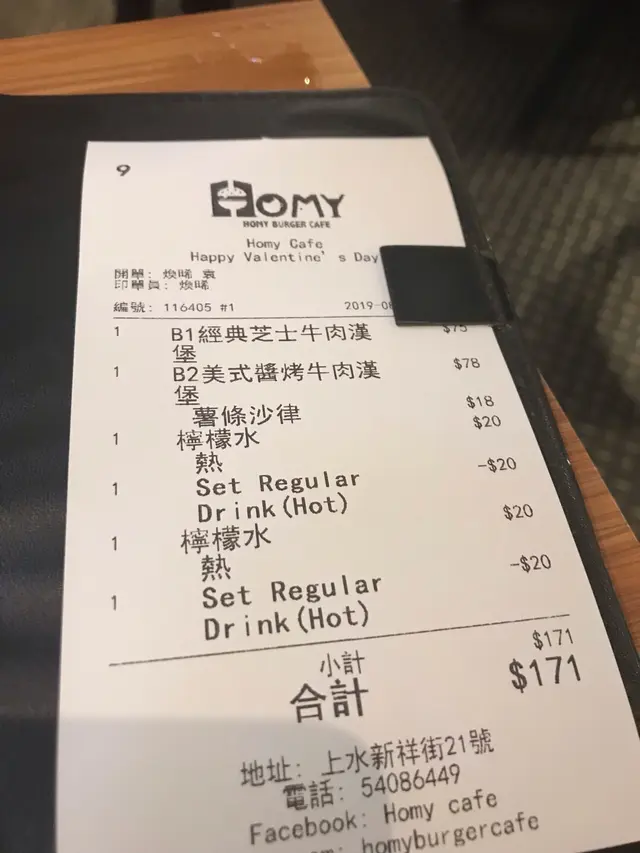 9
HOMY
HOMY BURGER CAFE
Homy Cafe
Happy Valentine's Day
開單: 煥晞 袁
印單員: 煥晞
編號: 116405 #1 2019-0
1 B1經典芝士牛肉漢堡 $75
1 B2美式醬烤牛肉漢堡 $78
薯條沙律 $18
1 檸檬水 $20
熱
1 Set Regular -$20
Drink(Hot)
1 檸檬水 $20
熱
1 Set Regular -$20
Drink(Hot)
小計 $171
合計 $171
地址: 上水新祥街21號
電話: 54086449
Facebook: Homy cafe
homyburgercafe